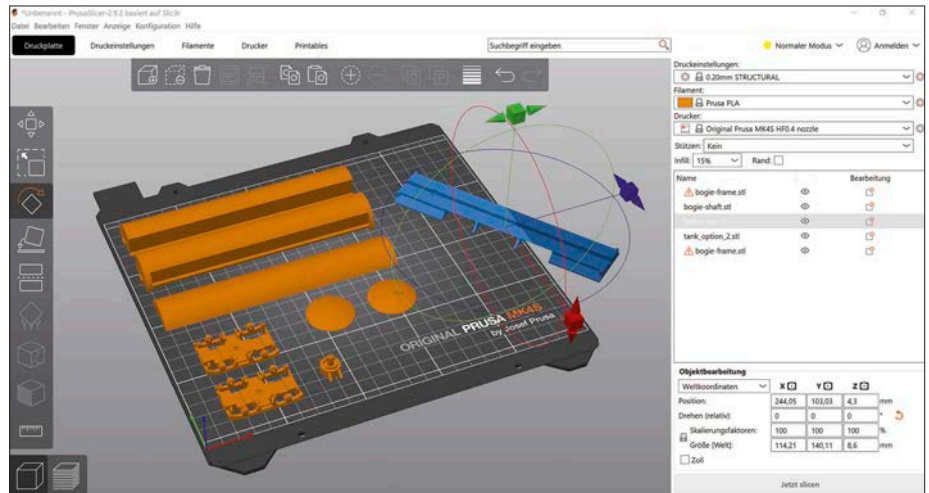 *Unbenannt - PrusaSlicer-2.9.2 basiert auf Slic3r
Datei Bearbeiten Fenster Anzeige Konfiguration Hilfe
Druckplatte Druckeinstellungen Filamente Drucker Printables Suchbegriff eingeben Normaler Modus Anmelden
Druckeinstellungen:
0.20mm STRUCTURAL
Filament:
Prusa PLA
Drucker:
Original Prusa MK4S HF0.4 nozzle
Stützen: Kein
Infill: 15% Rand:
Name Bearbeitung
bogie-frame.stl
bogie-shaft.stl
tank_option_2.stl
bogie-frame.stl
ORIGINAL PRUSA MK4S
by Josef Prusa
Objektbearbeitung
Weltkoordinaten X Y Z
Position: 244,05 103,03 4,3 mm
Drehen (relativ): 0 0 0 °
Skalierungsfaktoren: 100 100 100 %
Größe (Welt): 114,21 140,11 8,6 mm
Zoll
Jetzt slicen